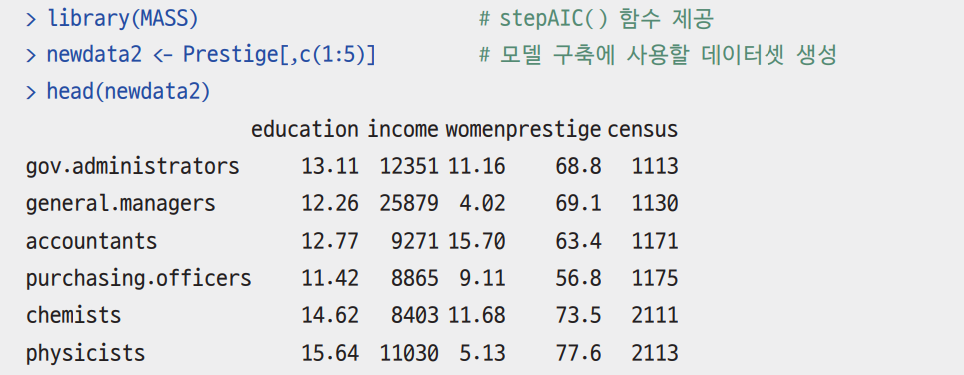 > library(MASS) # stepAIC() 함수 제공
> newdata2 <- Prestige[,c(1:5)] # 모델 구축에 사용할 데이터셋 생성
> head(newdata2)
education income womenprestige census
gov.administrators 13.11 12351 11.16 68.8 1113
general.managers 12.26 25879 4.02 69.1 1130
accountants 12.77 9271 15.70 63.4 1171
purchasing.officers 11.42 8865 9.11 56.8 1175
chemists 14.62 8403 11.68 73.5 2111
physicists 15.64 11030 5.13 77.6 2113